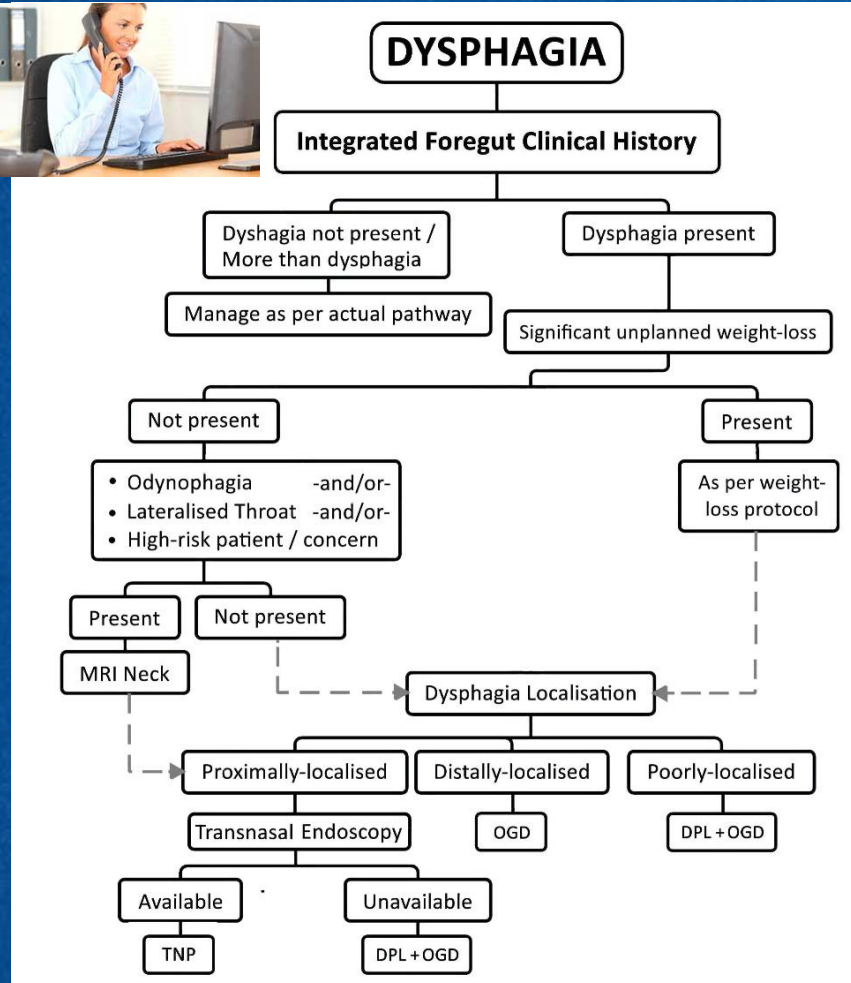 DYSPHAGIA
Integrated Foregut Clinical History
Dyshagia not present /
More than dysphagia
Dysphagia present
Manage as per actual pathway
Significant unplanned weight-loss
Not present
Present
• Odynophagia -and/or-
• Lateralised Throat -and/or-
• High-risk patient / concern
As per weight-
loss protocol
Present
Not present
MRI Neck
Dysphagia Localisation
Proximally-localised
Distally-localised
Poorly-localised
Transnasal Endoscopy
OGD
DPL + OGD
Available
Unavailable
TNP
DPL + OGD